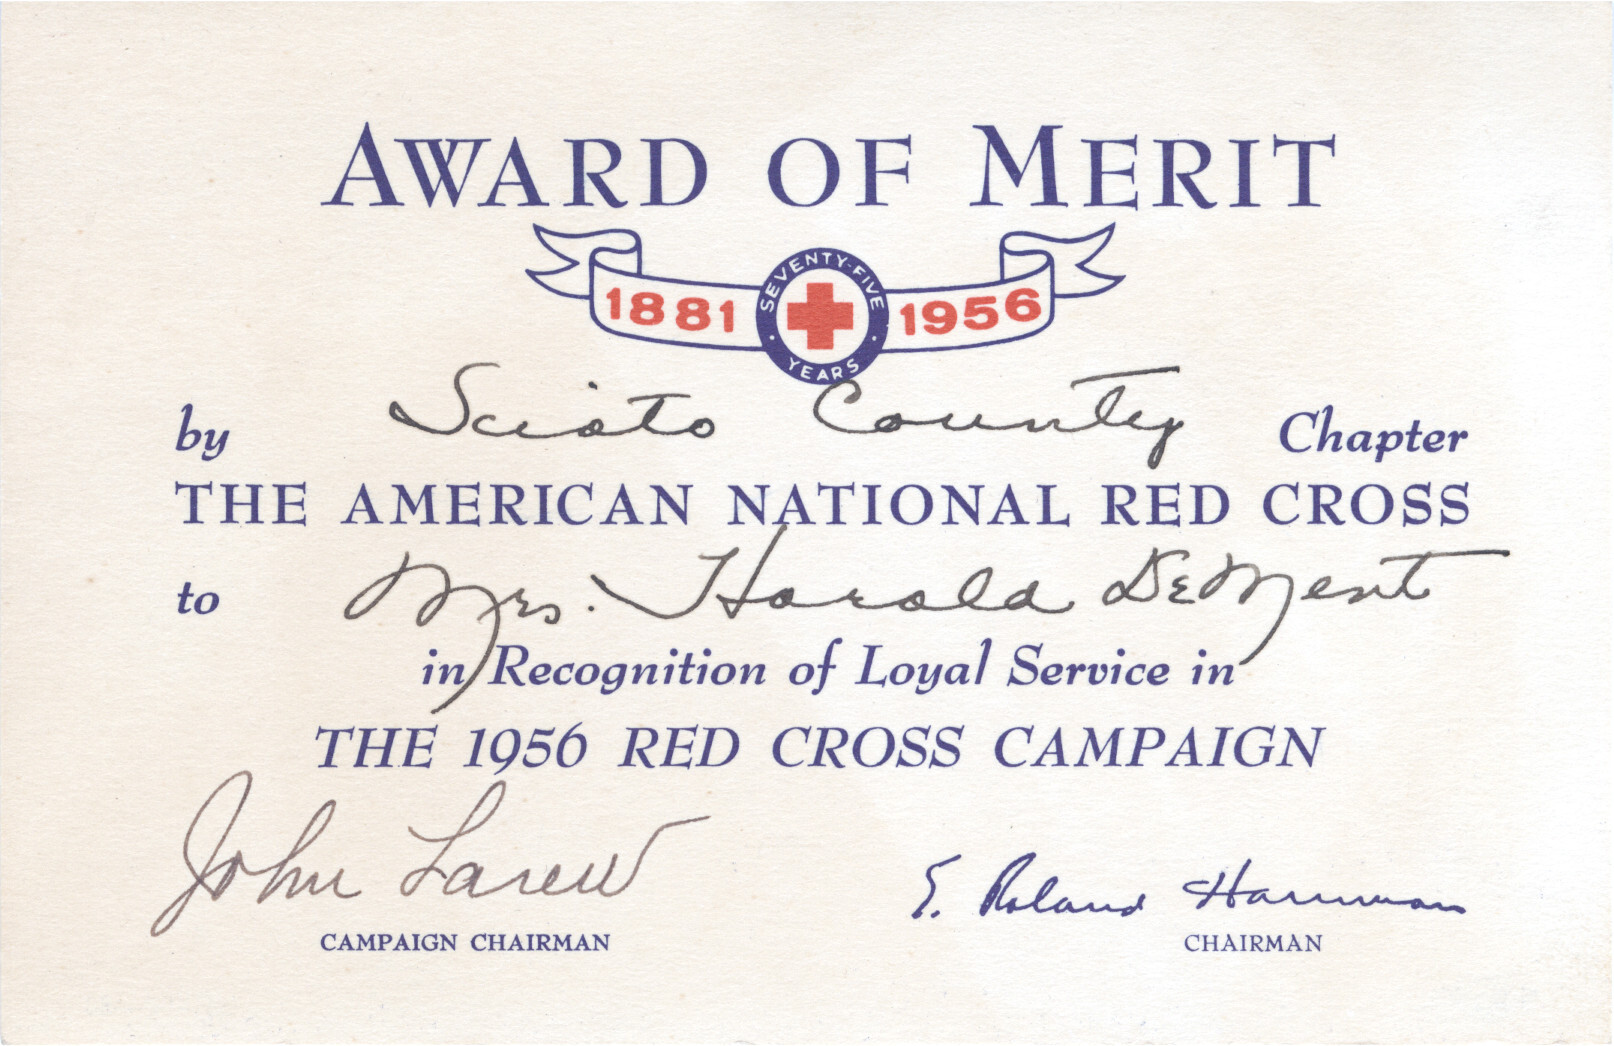 AWARD OF MERIT
1881 SEVENTY-FIVE YEARS 1956
by Scioto County Chapter
THE AMERICAN NATIONAL RED CROSS
to Mrs. Harold DeMent
in Recognition of Loyal Service in
THE 1956 RED CROSS CAMPAIGN
John Larew E. Roland Harriman
CAMPAIGN CHAIRMAN CHAIRMAN